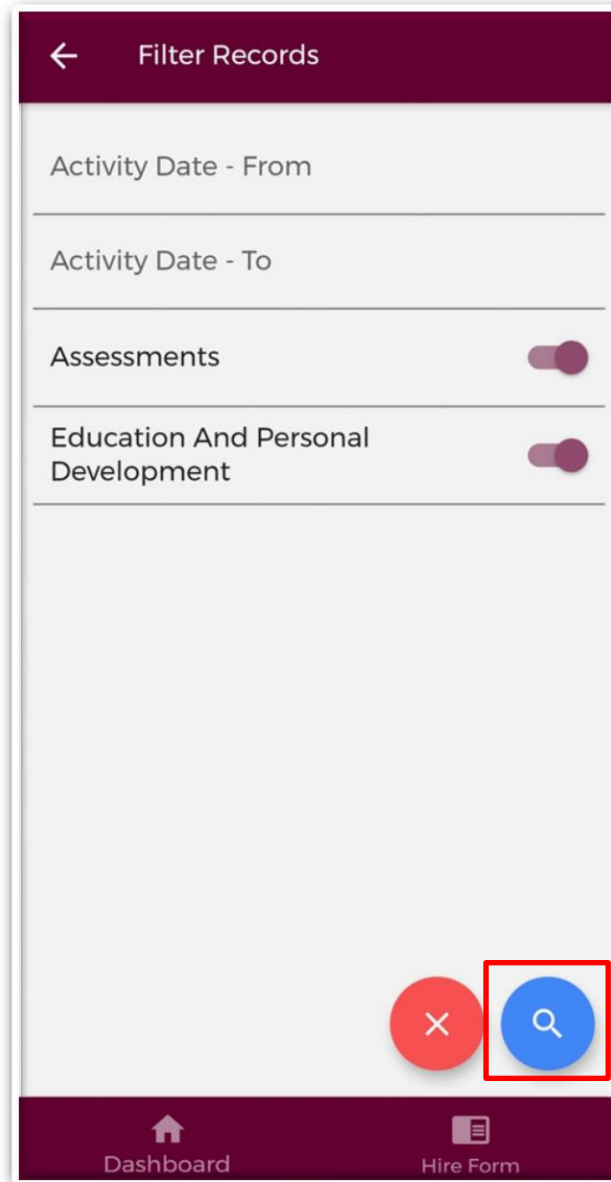 Filter Records
Activity Date - From
Activity Date - To
Assessments
Education And Personal
Development
Dashboard
Hire Form